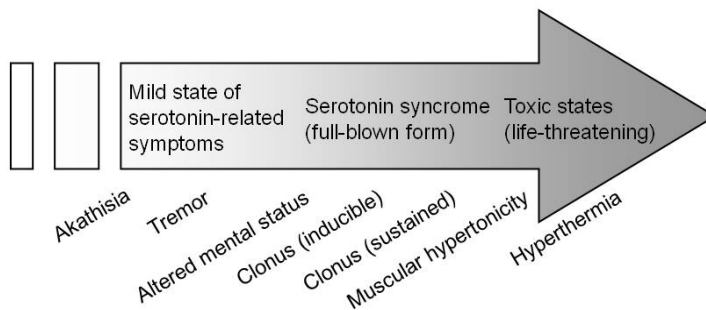 Mild state of
serotonin-related
symptoms
Serotonin syncrome
(full-blown form)
Toxic states
(life-threatening)
Akathisia
Tremor
Altered mental status
Clonus (inducible)
Clonus (sustained)
Muscular hypertonicity
Hyperthermia